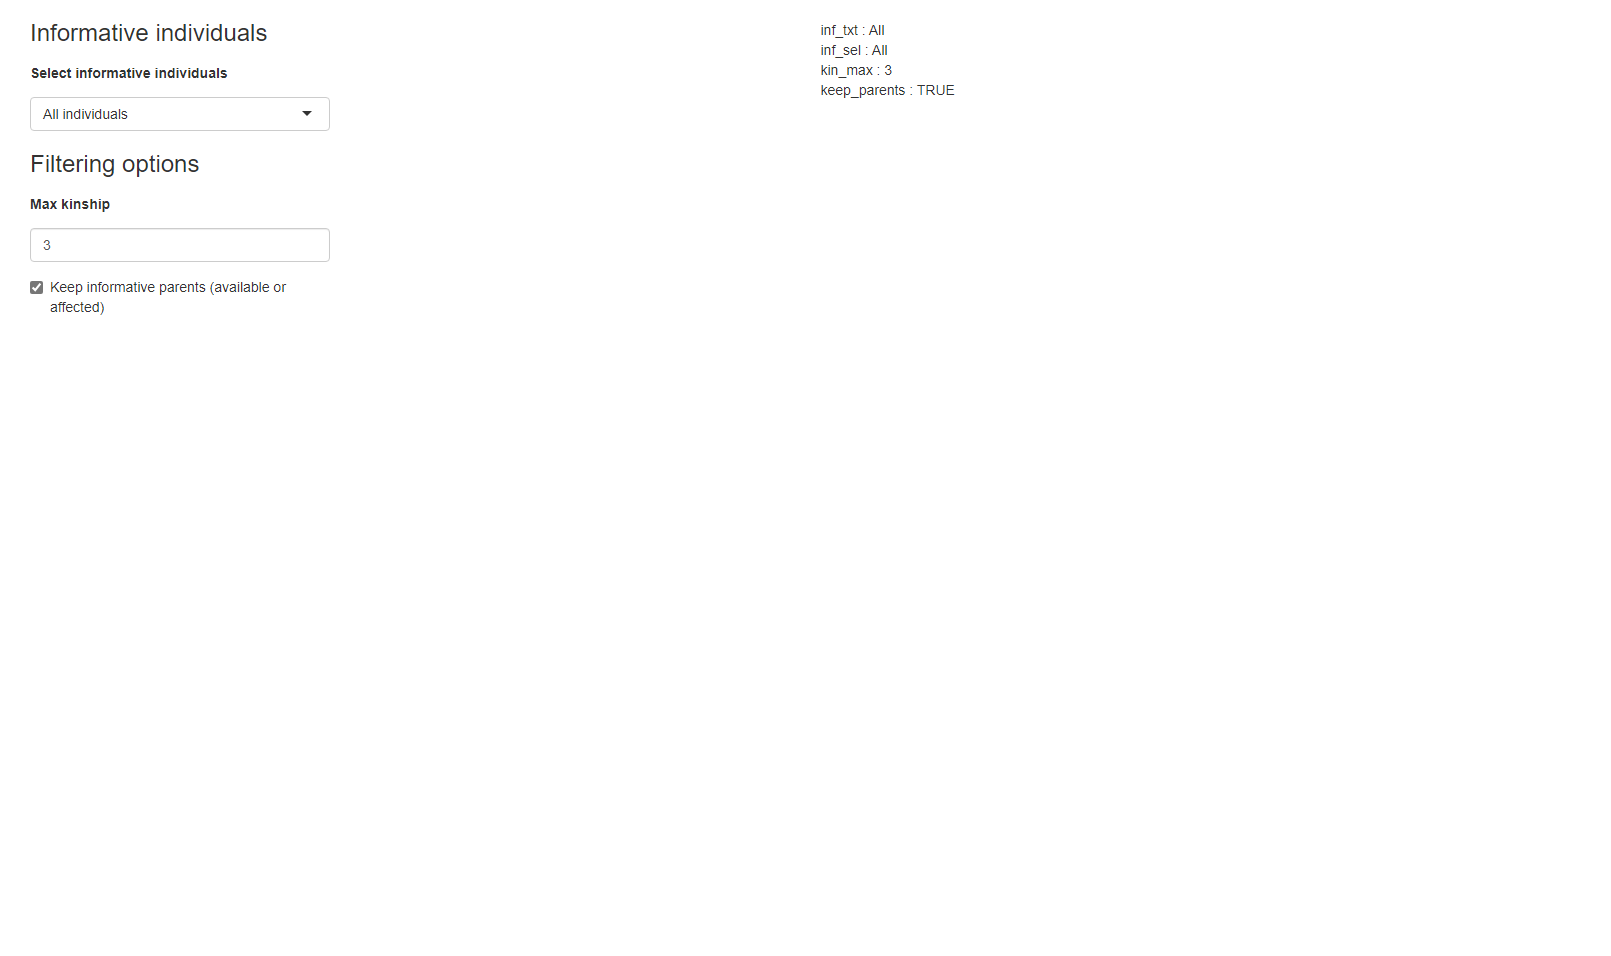 Informative individuals
Select informative individuals
All individuals
Filtering options
Max kinship
3
Keep informative parents (available or
affected)
inf_txt : All
inf_sel : All
kin_max : 3
keep_parents : TRUE